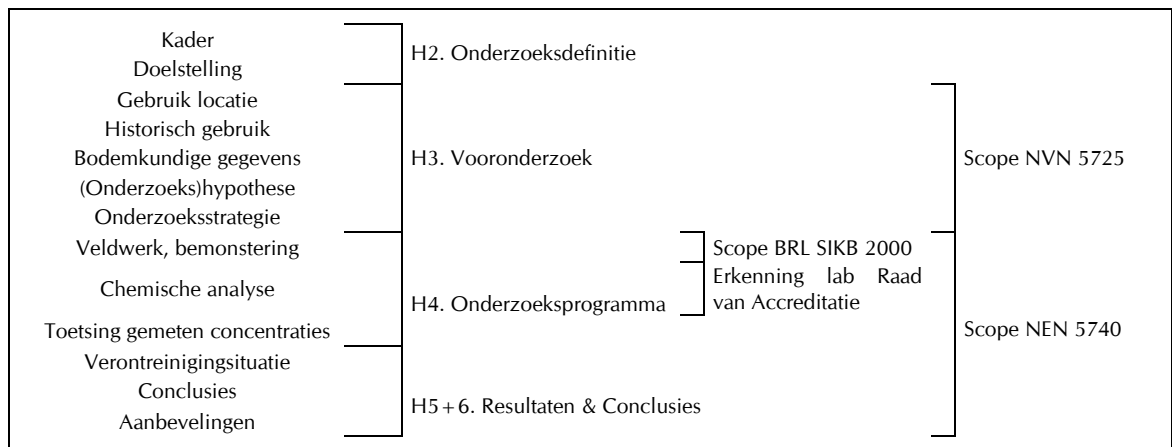 Kader
Doelstelling
H2. Onderzoeksdefinitie
Gebruik locatie
Historisch gebruik
Bodemkundige gegevens
(Onderzoeks)hypothese
Onderzoeksstrategie
H3. Vooronderzoek
Scope NVN 5725
Veldwerk, bemonstering
Chemische analyse
Toetsing gemeten concentraties
H4. Onderzoeksprogramma
Scope BRL SIKB 2000
Erkenning lab Raad
van Accreditatie
Scope NEN 5740
Verontreinigingsituatie
Conclusies
Aanbevelingen
H5+6. Resultaten & Conclusies